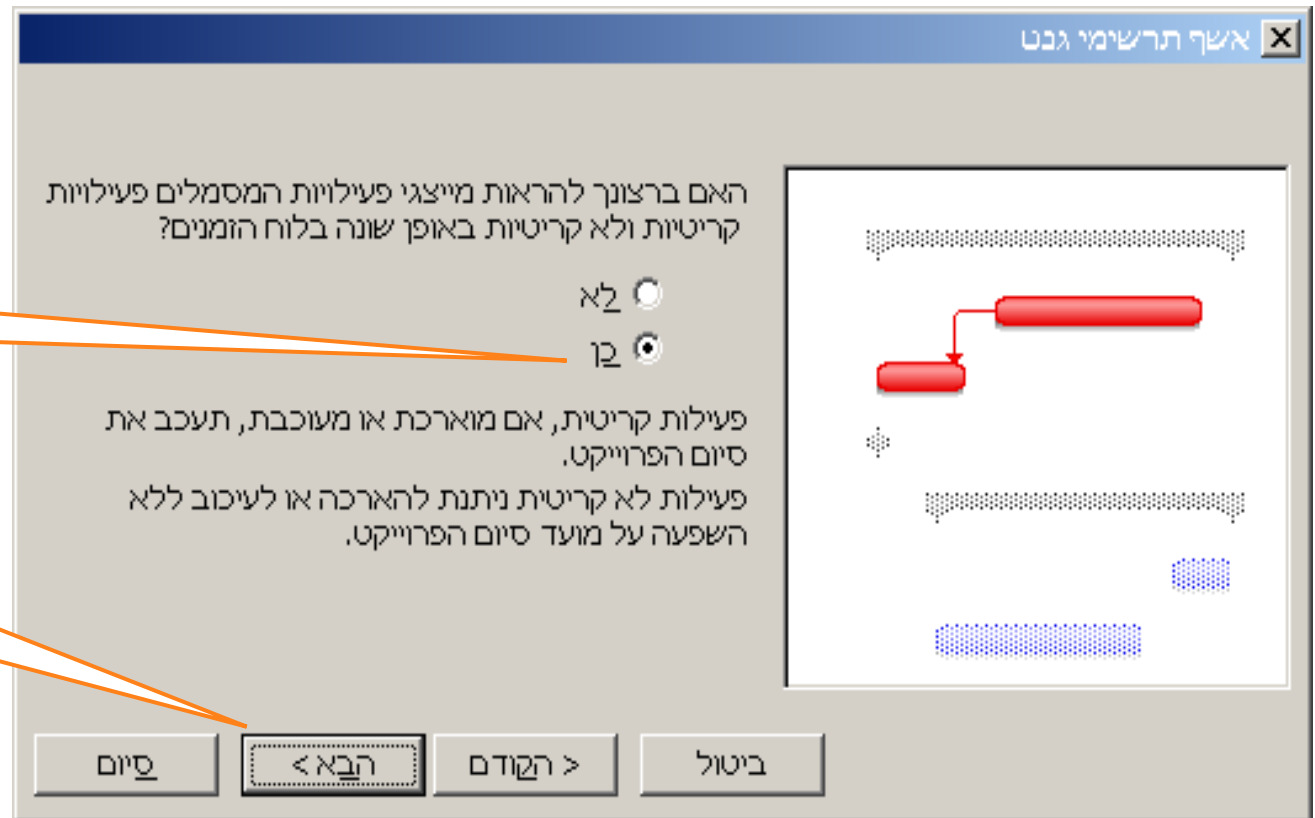 אשף תרשימי גנט
האם ברצונך להראות מייצגי פעילויות המסמלים פעילויות
קריטיות ולא קריטיות באופן שונה בלוח הזמנים?
לא
כן
פעילות קריטית, אם מוארכת או מעוכבת, תעכב את
סיום הפרוייקט.
פעילות לא קריטית ניתנת להארכה או לעיכוב ללא
השפעה על מועד סיום הפרוייקט.
ביטול
< הקודם
הבא >
סיום